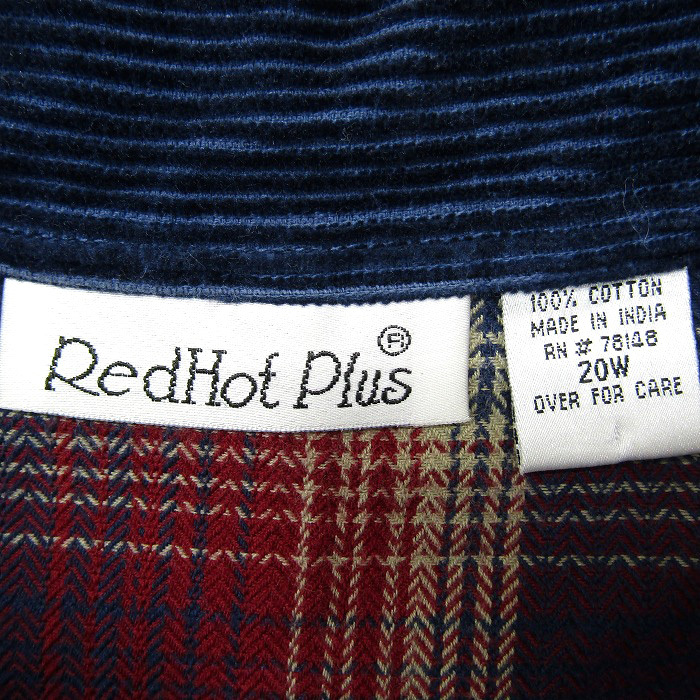 RedHot Plus ®
100% COTTON
MADE IN INDIA
RN # 78148
20W
OVER FOR CARE